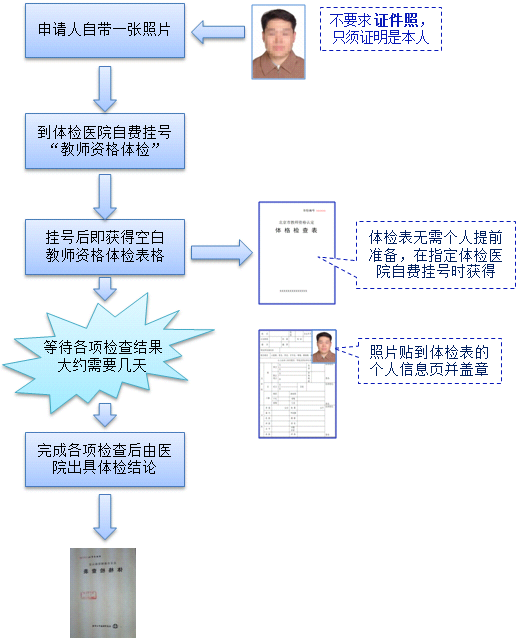 申请人自带一张照片
不要求 证件照，
只须证明是本人
到体检医院自费挂号
“教师资格体检”
挂号后即获得空白
教师资格体检表格
体 格 检 查 表
体检表无需个人提前
准备，在指定体检医
院自费挂号时获得
等待各项检查结果
大约需要几天
照片贴到体检表的
个人信息页并盖章
完成各项检查后由医
院出具体检结论